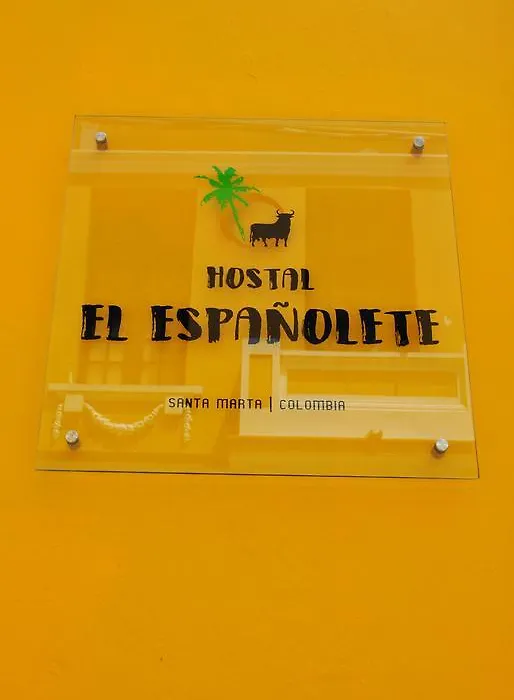 HOSTAL
EL ESPAÑOLETE
SANTA MARTA | COLOMBIA